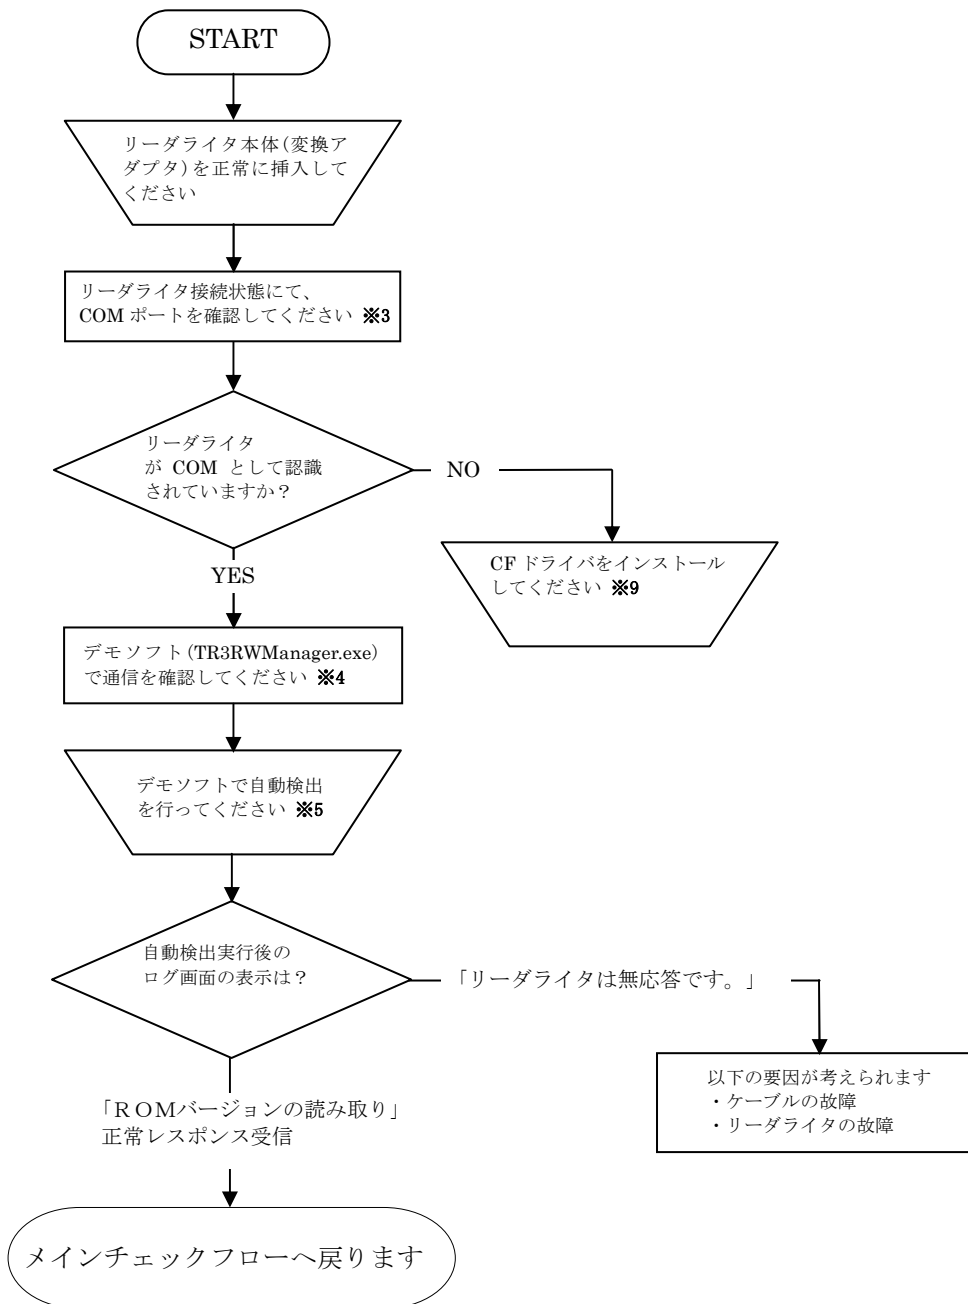 START
リーダライタ本体(変換ア
ダプタ)を正常に挿入して
ください
リーダライタ接続状態にて、
COM ポートを確認してください ※3
リーダライタ
が COM として認識
されていますか？
NO
YES
CF ドライバをインストール
してください ※9
デモソフト(TR3RWManager.exe)
で通信を確認してください ※4
デモソフトで自動検出
を行ってください ※5
自動検出実行後の
ログ画面の表示は？
「リーダライタは無応答です。」
以下の要因が考えられます
・ケーブルの故障
・リーダライタの故障
「ＲＯＭバージョンの読み取り」
正常レスポンス受信
メインチェックフローへ戻ります